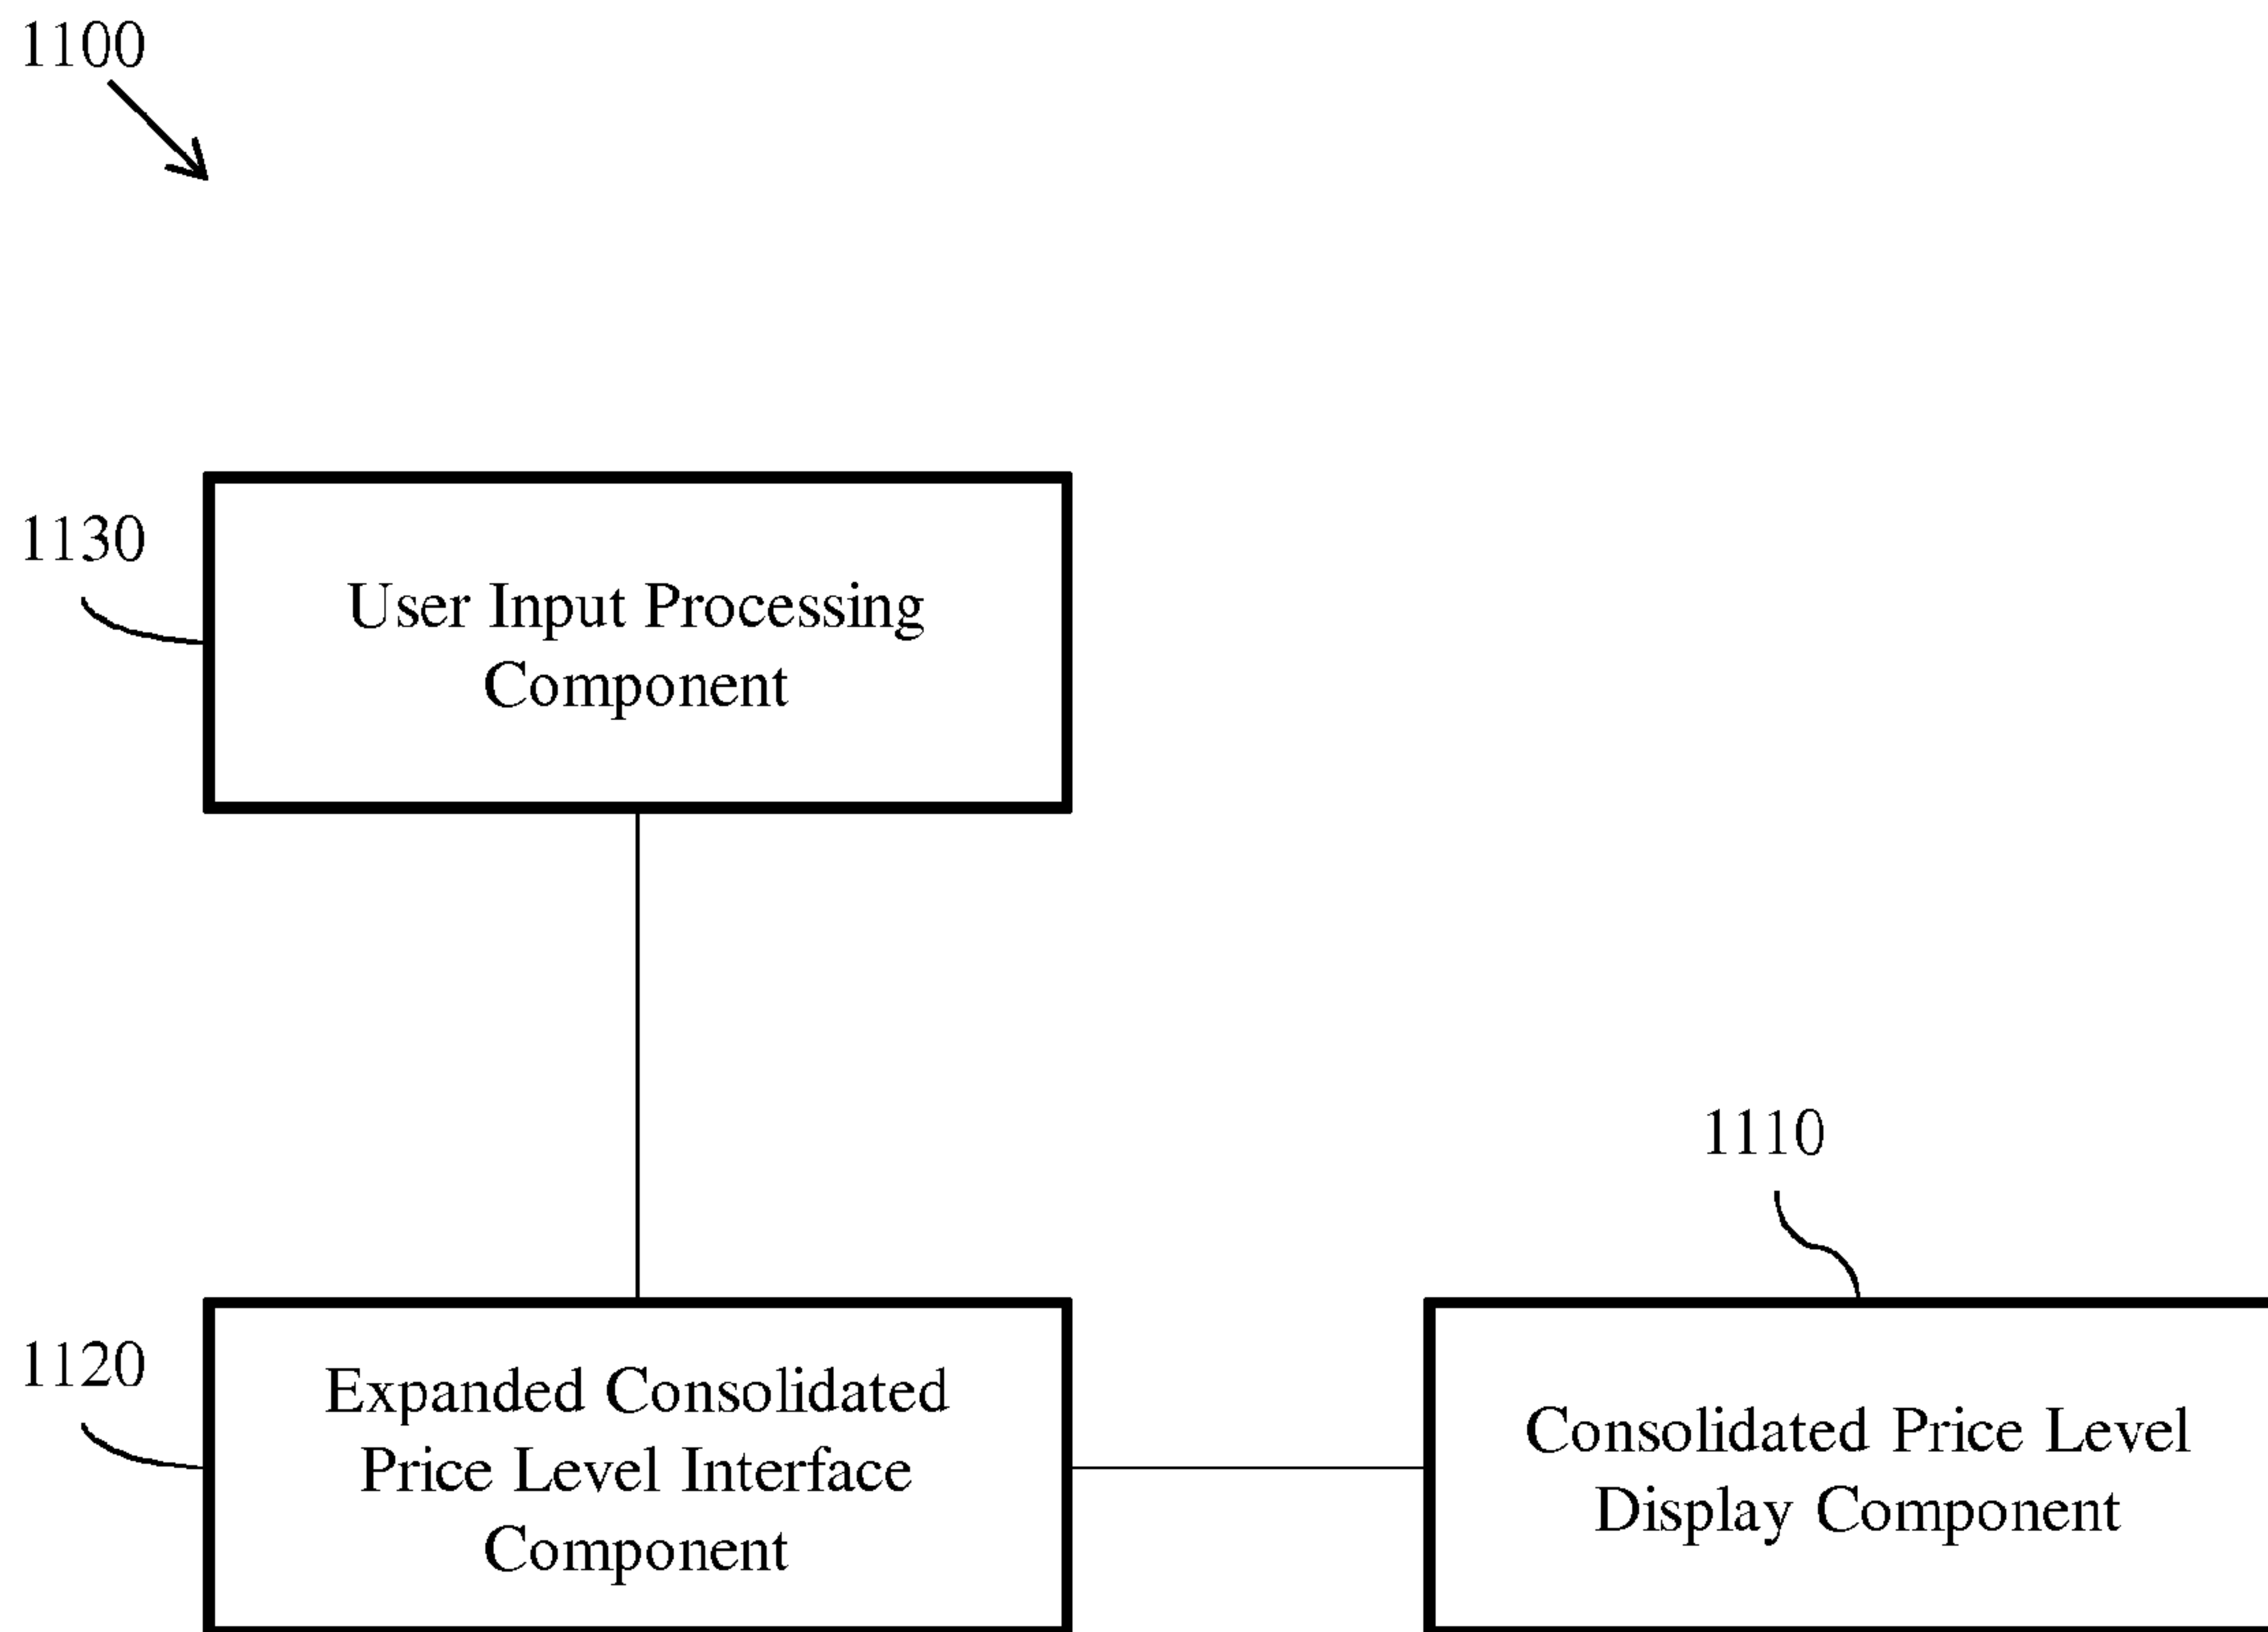 1100
1130
User Input Processing
Component
1110
1120
Expanded Consolidated
Price Level Interface
Component
Consolidated Price Level
Display Component